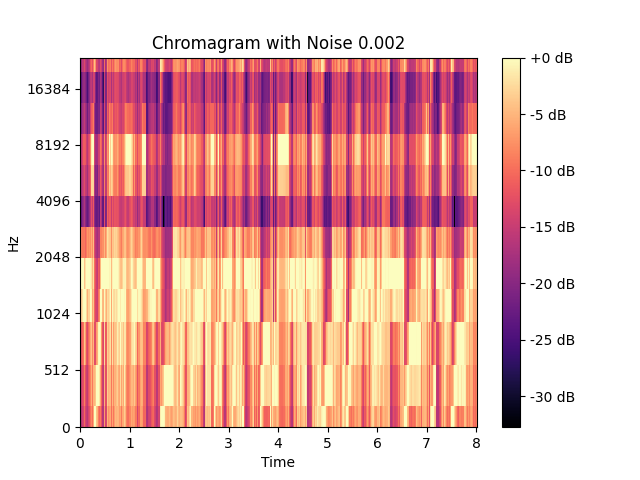 Chromagram with Noise 0.002
Hz
16384
8192
4096
2048
1024
512
0
0 1 2 3 4 5 6 7 8
Time
+0 dB
-5 dB
-10 dB
-15 dB
-20 dB
-25 dB
-30 dB